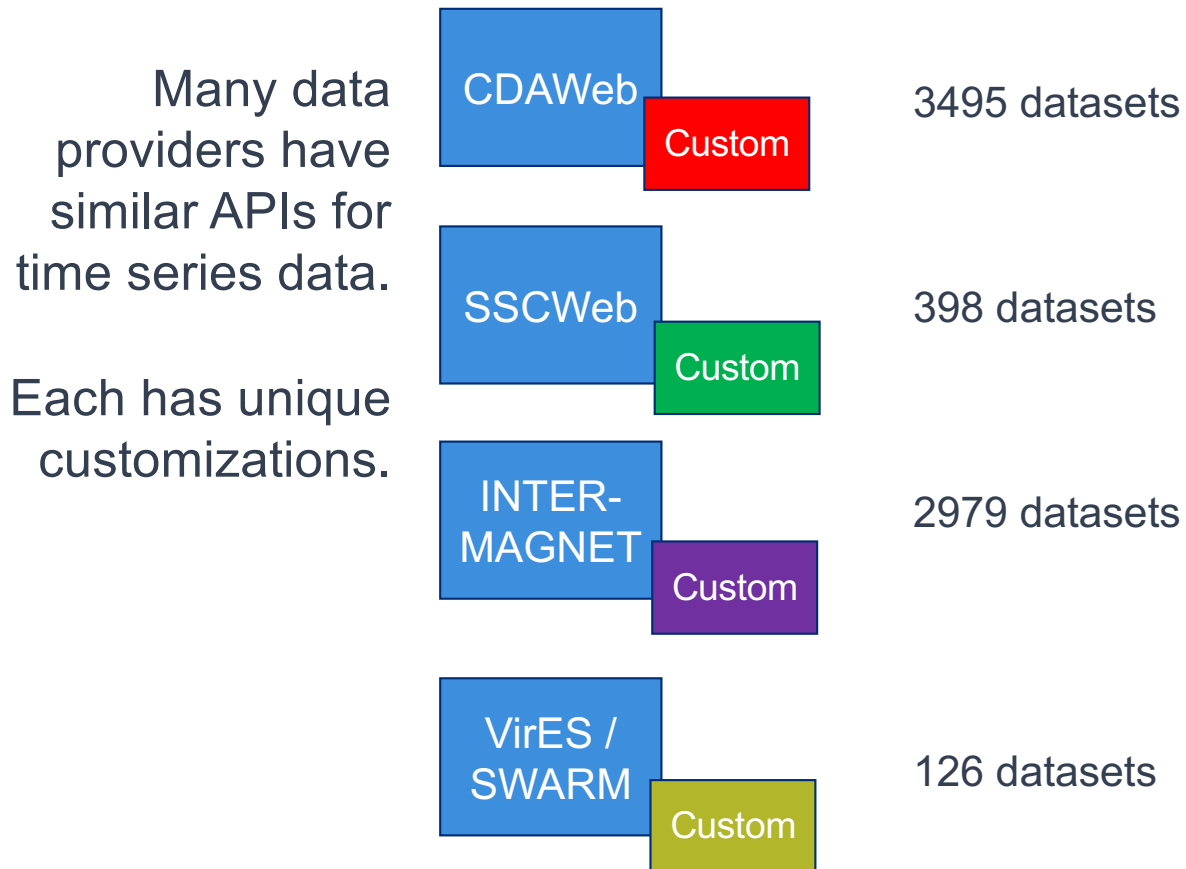 Many data
providers have
similar APIs for
time series data.
Each has unique
customizations.
CDAWeb
Custom
3495 datasets
SSCWeb
Custom
398 datasets
INTER-
MAGNET
Custom
2979 datasets
VirES /
SWARM
Custom
126 datasets